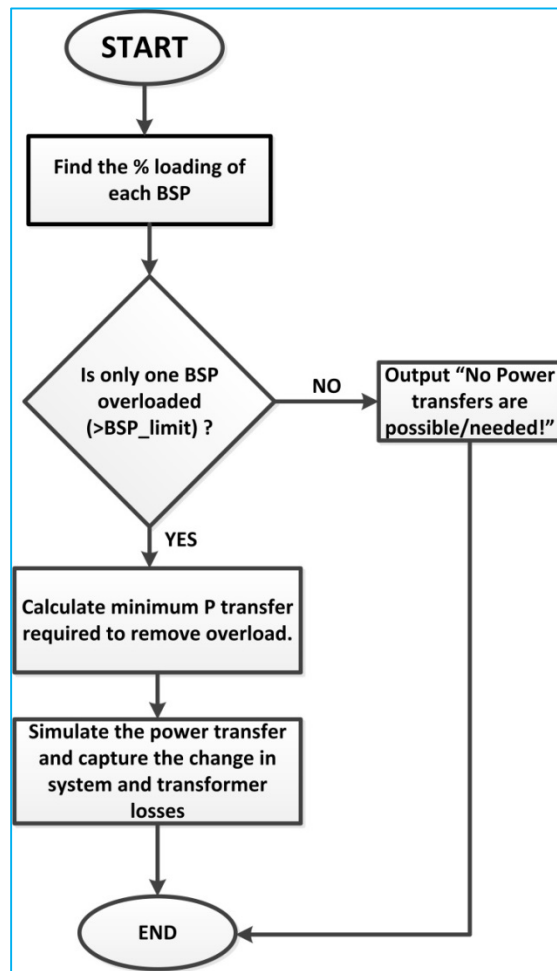 START
Find the % loading of
each BSP
Is only one BSP
overloaded
(>BSP_limit) ?
NO
Output “No Power
transfers are
possible/needed!”
YES
Calculate minimum P transfer
required to remove overload.
Simulate the power transfer
and capture the change in
system and transformer
losses
END